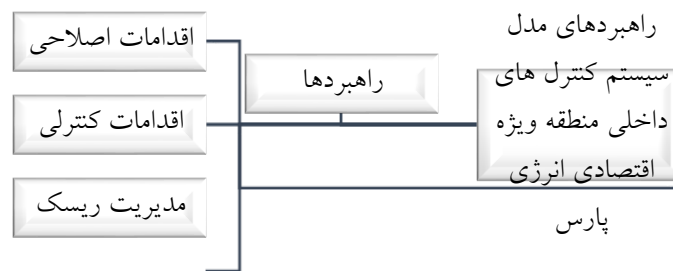 راهبردهای مدل
سیستم کنترل های
داخلی منطقه ویژه
اقتصادی انرژی
پارس
راهبردها
اقدامات اصلاحی
اقدامات کنترلی
مدیریت ریسک